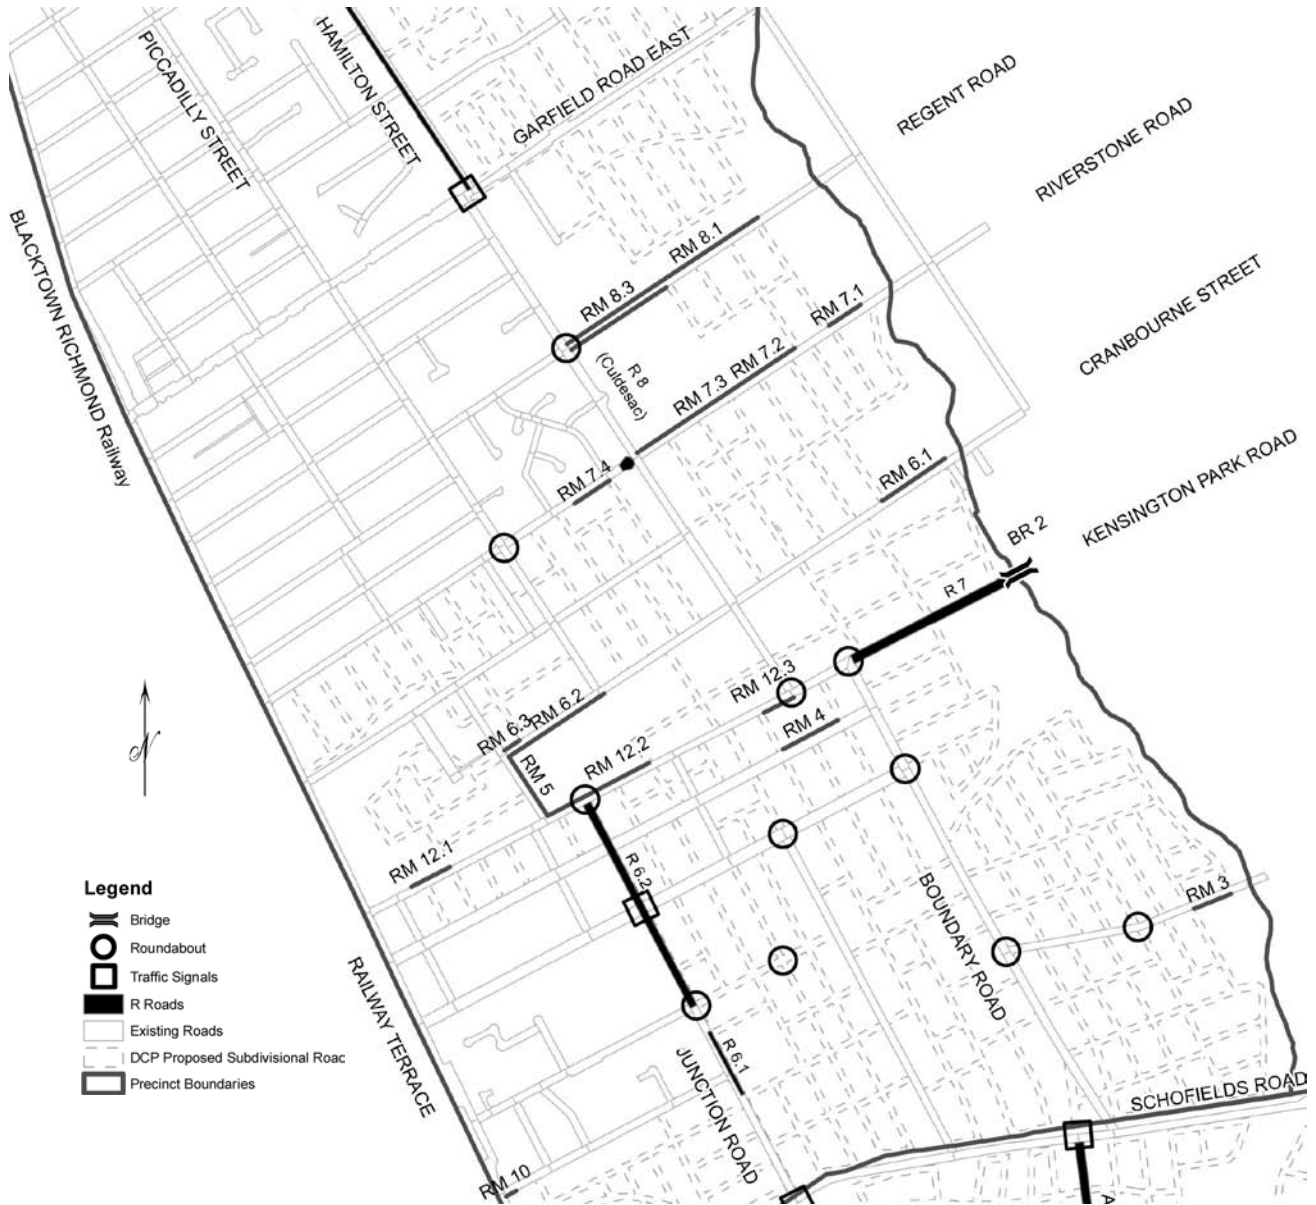 HAMILTON STREET
PICCADILLY STREET
GARFIELD ROAD EAST
REGENT ROAD
RIVERSTONE ROAD
BLACKTOWN RICHMOND Railway
RM 8.1
RM 8.3
CRANBOURNE STREET
RM 7.1
R 8
(Culdesac)
RM 7.2
RM 7.3
RM 7.4
RM 6.1
KENSINGTON PARK ROAD
BR 2
R 7
RM 12.3
RM 6.2
RM 6.3
RM 4
RM 12.2
RM 5
N
RM 12.1
R 6.2
Legend
Bridge
Roundabout
Traffic Signals
R Roads
Existing Roads
DCP Proposed Subdivisional Roac
Precinct Boundaries
BOUNDARY ROAD
RM 3
RAILWAY TERRACE
R 6.1
JUNCTION ROAD
SCHOFIELDS ROAD
RM 10
A